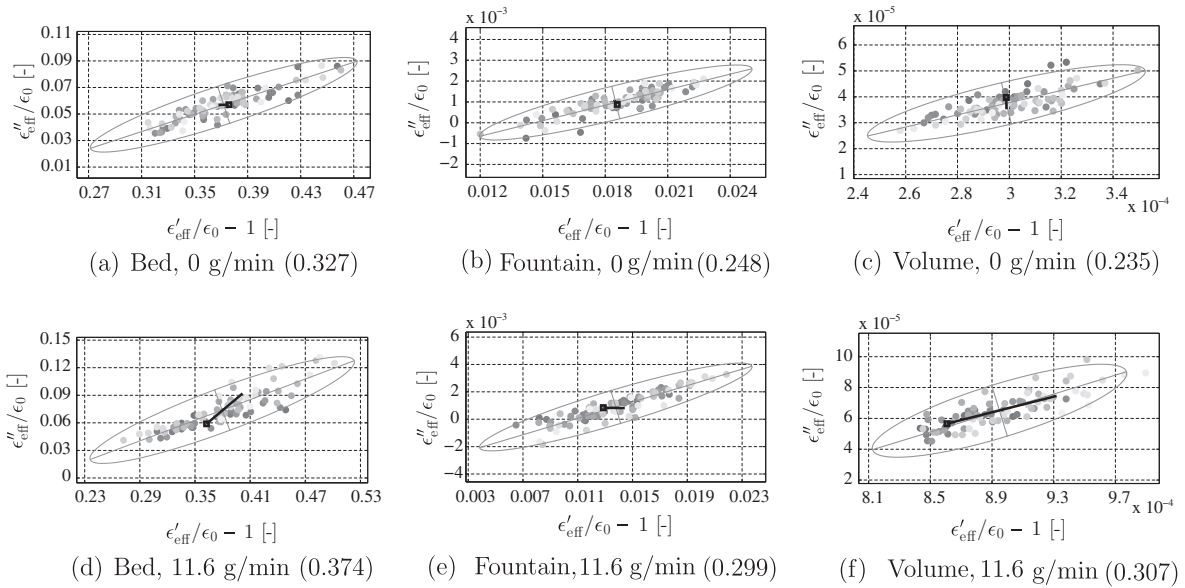 x 10⁻³
x 10⁻⁵
0.11
0.09
0.07
0.05
0.03
0.01
ϵ″eff/ϵ0 [-]
0.27 0.31 0.35 0.39 0.43 0.47
ϵ′eff/ϵ0 − 1 [-]
(a) Bed, 0 g/min (0.327)
4
3
2
1
0
−1
−2
ϵ″eff/ϵ0 [-]
0.012 0.015 0.018 0.021 0.024
ϵ′eff/ϵ0 − 1 [-]
(b) Fountain, 0 g/min (0.248)
6
5
4
3
1
ϵ″eff/ϵ0 [-]
2.4 2.6 2.8 3 3.2 3.4
x 10⁻⁴
ϵ′eff/ϵ0 − 1 [-]
(c) Volume, 0 g/min (0.235)
0.15
0.12
0.09
0.06
0.03
0
ϵ″eff/ϵ0 [-]
0.23 0.29 0.35 0.41 0.47 0.53
ϵ′eff/ϵ0 − 1 [-]
(d) Bed, 11.6 g/min (0.374)
x 10⁻³
6
4
2
0
−2
−4
ϵ″eff/ϵ0 [-]
0.003 0.007 0.011 0.015 0.019 0.023
ϵ′eff/ϵ0 − 1 [-]
(e) Fountain,11.6 g/min (0.299)
x 10⁻⁵
10
8
6
4
2
ϵ″eff/ϵ0 [-]
8.1 8.5 8.9 9.3 9.7
x 10⁻⁴
ϵ′eff/ϵ0 − 1 [-]
(f) Volume, 11.6 g/min (0.307)